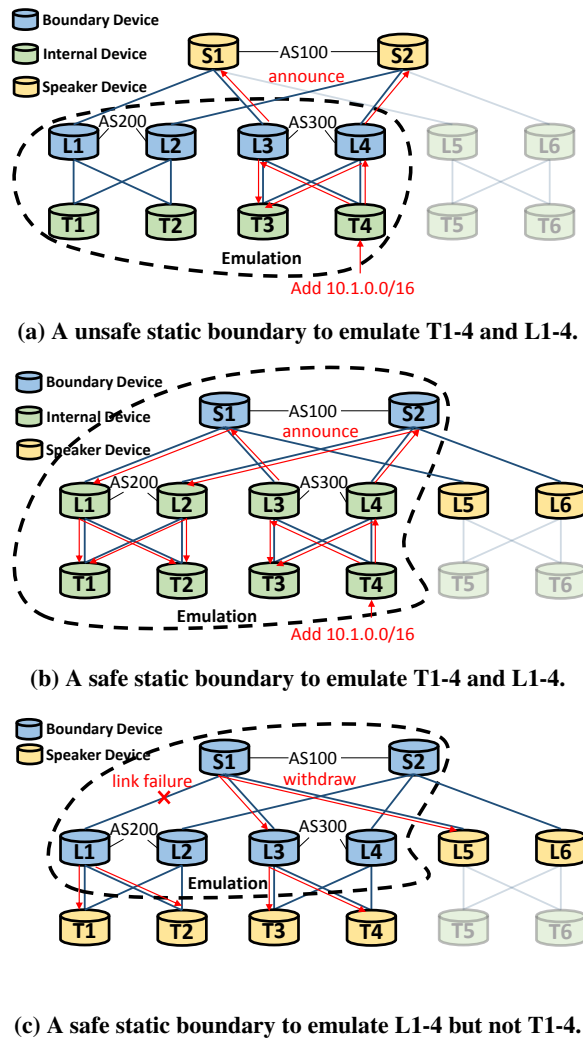 Boundary Device
Internal Device
Speaker Device
S1 AS100 S2
announce
AS200 AS300
L1 L2 L3 L4 L5 L6
T1 T2 T3 T4 T5 T6
Emulation
Add 10.1.0.0/16
(a) A unsafe static boundary to emulate T1-4 and L1-4.
Boundary Device
Internal Device
Speaker Device
S1 AS100 S2
announce
AS200 AS300
L1 L2 L3 L4 L5 L6
T1 T2 T3 T4 T5 T6
Emulation
Add 10.1.0.0/16
(b) A safe static boundary to emulate T1-4 and L1-4.
Boundary Device
Speaker Device
S1 AS100 S2
link failure withdraw
AS200 AS300
L1 L2 L3 L4 L5 L6
Emulation
T1 T2 T3 T4 T5 T6
(c) A safe static boundary to emulate L1-4 but not T1-4.